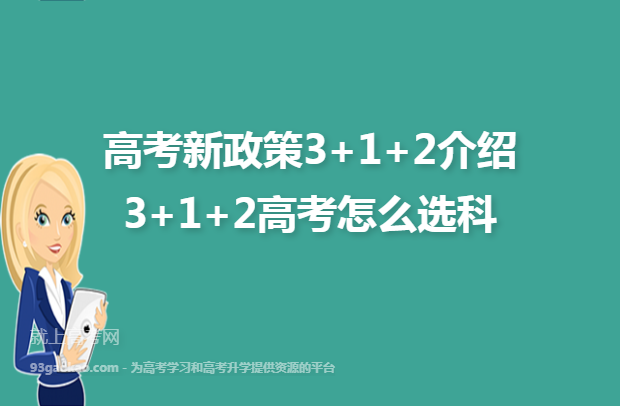 高考新政策3+1+2介绍
3+1+2高考怎么选科
就上高考网
93gaokao.com - 为高考学习和高考升学提供资源的平台